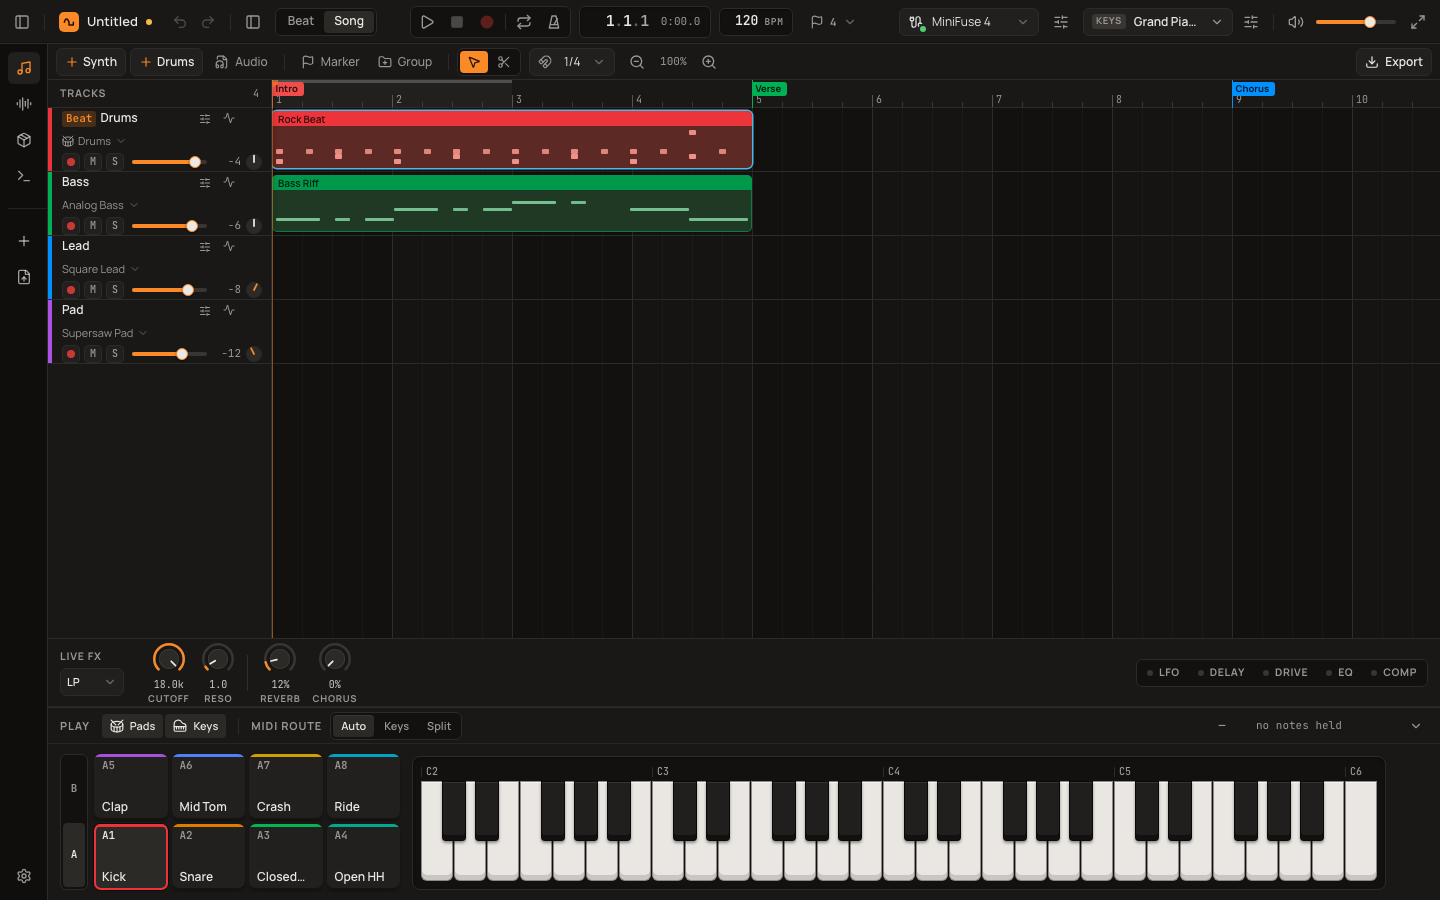 Untitled
Beat Song
1.1.1 0:00.0
120 BPM
4
MiniFuse 4
KEYS Grand Pia...
Synth
Drums
Audio
Marker
Group
1/4
100%
Export
TRACKS 4
Intro
Verse
Chorus
1 2 3 4 5 6 7 8 9 10
Beat Drums
Drums
M S -4
Rock Beat
Bass
Analog Bass
M S -6
Bass Riff
Lead
Square Lead
M S -8
Pad
Supersaw Pad
M S -12
LIVE FX
LP
18.0k 1.0 12% 0%
CUTOFF RESO REVERB CHORUS
LFO DELAY DRIVE EQ COMP
PLAY Pads Keys MIDI ROUTE Auto Keys Split
– no notes held
B
A
A5 A6 A7 A8
Clap Mid Tom Crash Ride
A1 A2 A3 A4
Kick Snare Closed... Open HH
C2 C3 C4 C5 C6